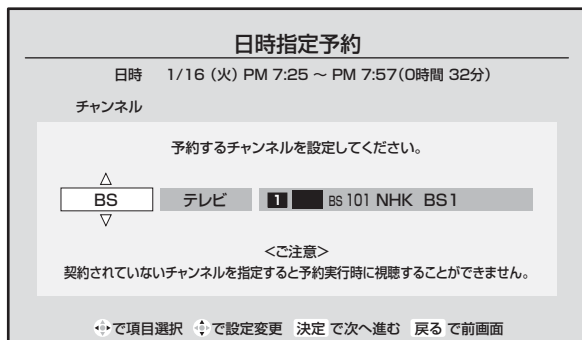 日時指定予約
日時 1/16 (火) PM 7:25 ～ PM 7:57(0時間 32分)
チャンネル
予約するチャンネルを設定してください。
BS テレビ 1 BS 101 NHK BS1
<ご注意>
契約されていないチャンネルを指定すると予約実行時に視聴することができません。
で項目選択 で設定変更 決定 で次へ進む 戻る で前画面